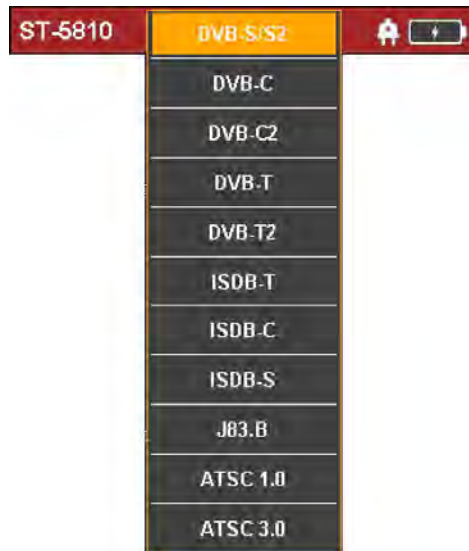 ST-5810
DVB-S/S2
DVB-C
DVB-C2
DVB-T
DVB-T2
ISDB-T
ISDB-C
ISDB-S
J83.B
ATSC 1.0
ATSC 3.0